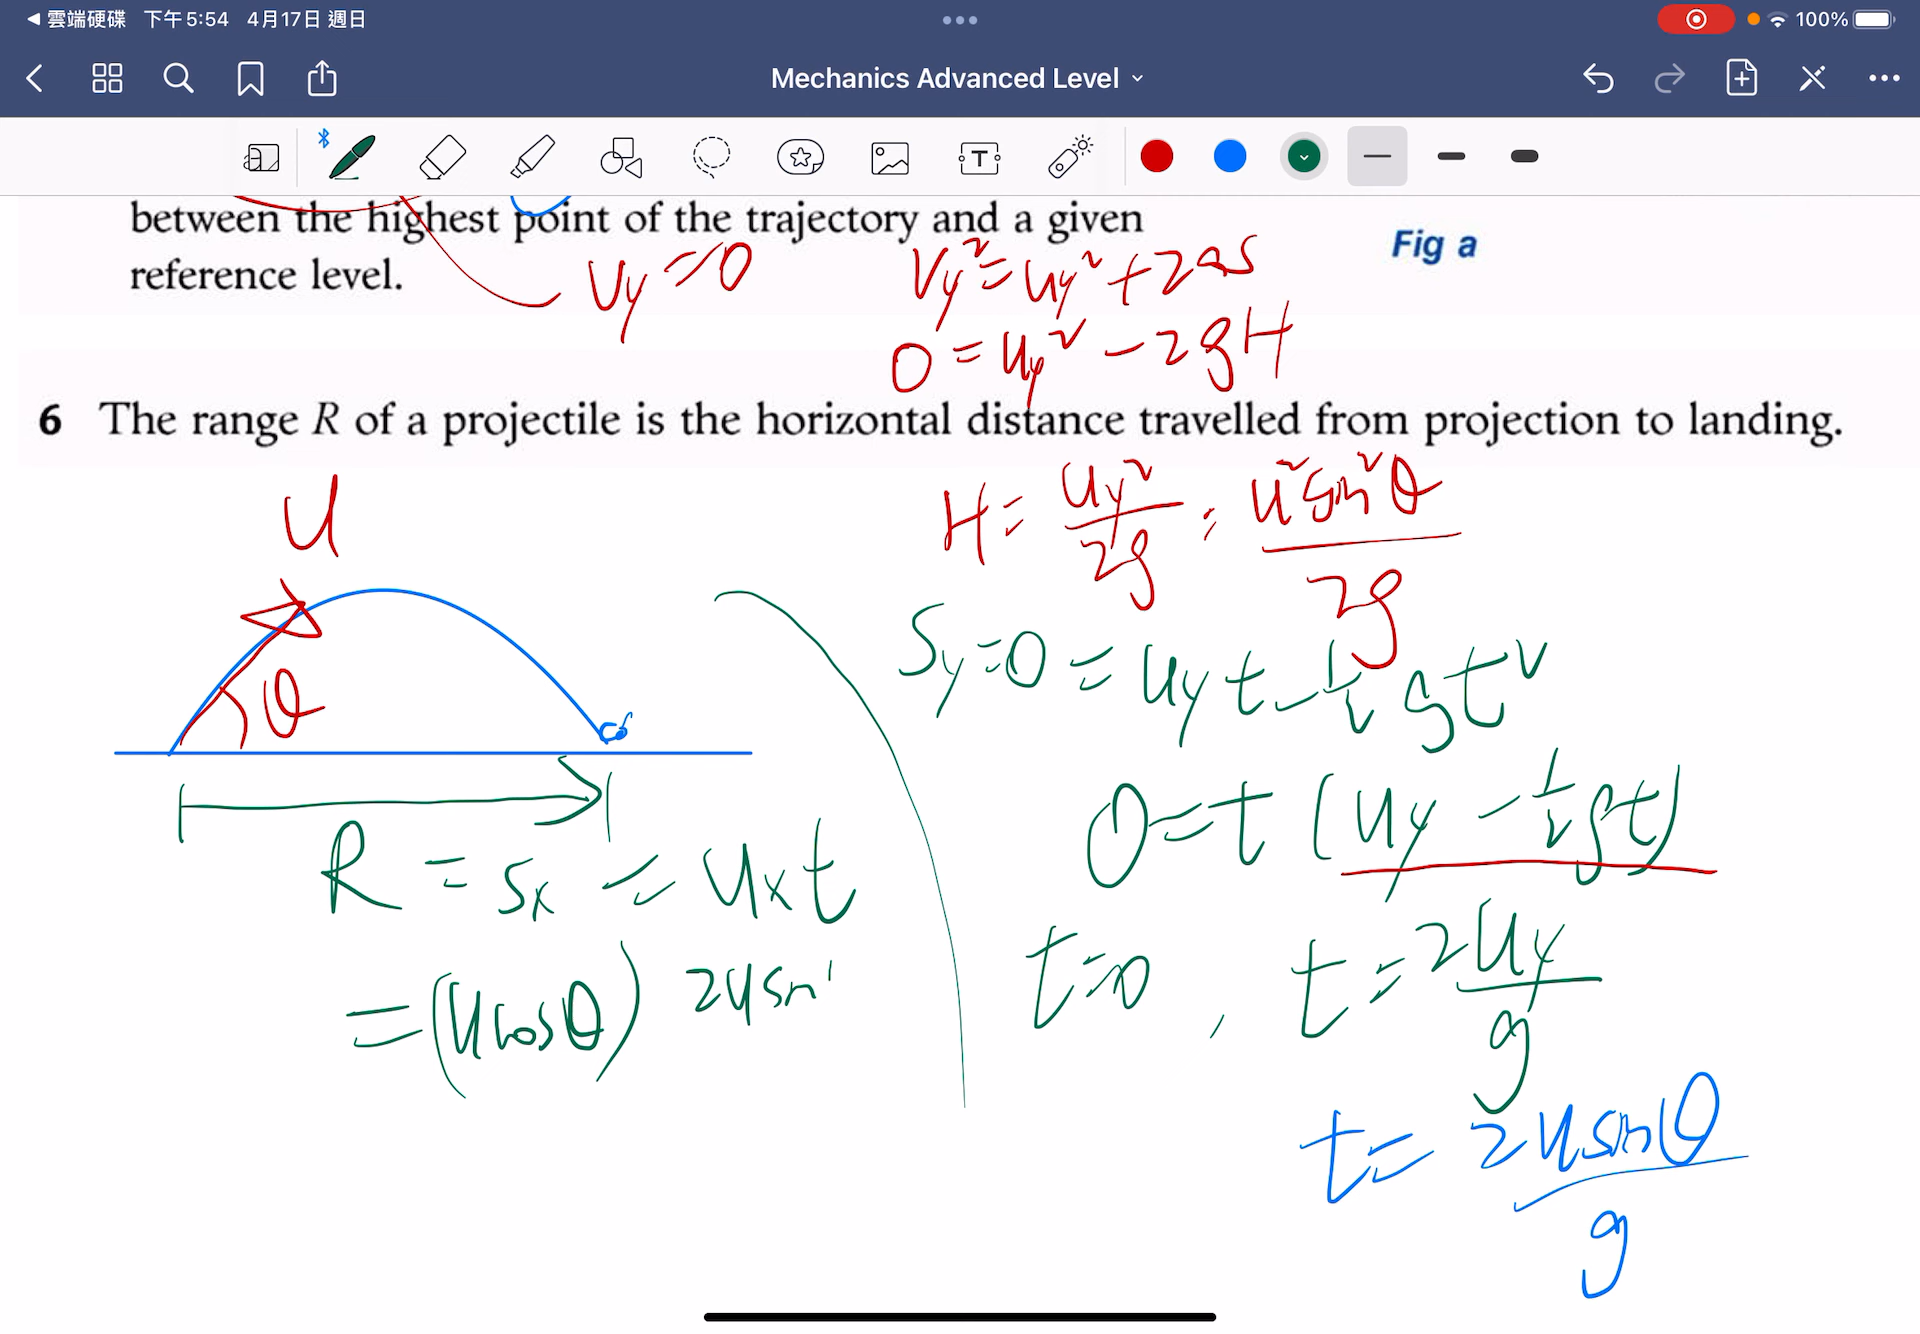 雲端硬碟 下午5:54 4月17日 週日 100%
Mechanics Advanced Level
between the highest point of the trajectory and a given
reference level.
Fig a
Vy = 0
Vy² = uy² + 2as
0 = uy² - 2gH
6 The range R of a projectile is the horizontal distance travelled from projection to landing.
H = uy²/2g = u²sin²θ/2g
u
θ
Sy = 0 = uyt - ½gt²
0 = t(uy - ½gt)
R = Sx = uxt
t=0, t = 2uy/g
= (ucosθ) 2usin
t = 2usinθ/g